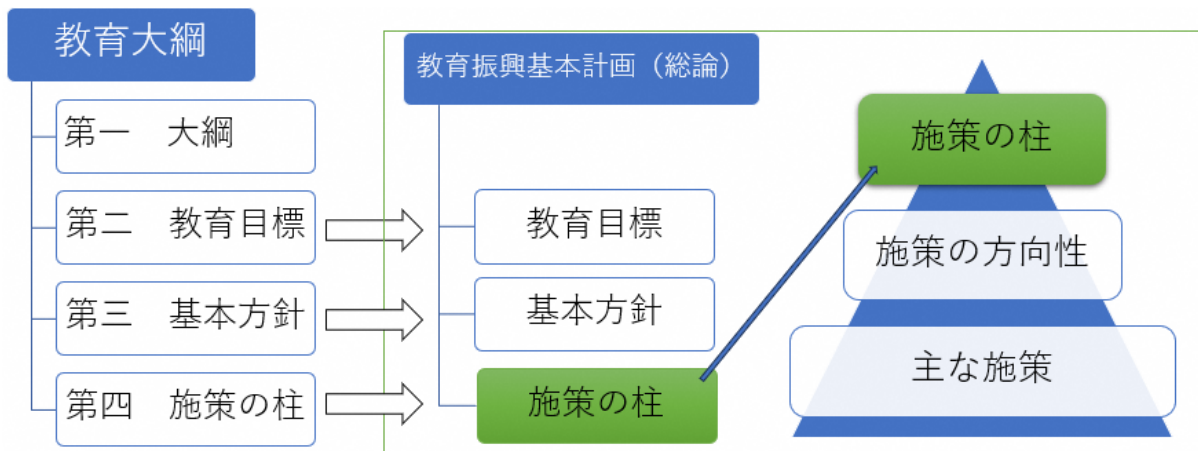 教育大綱
第一　大綱
第二　教育目標
第三　基本方針
第四　施策の柱
教育振興基本計画（総論）
教育目標
基本方針
施策の柱
施策の柱
施策の方向性
主な施策